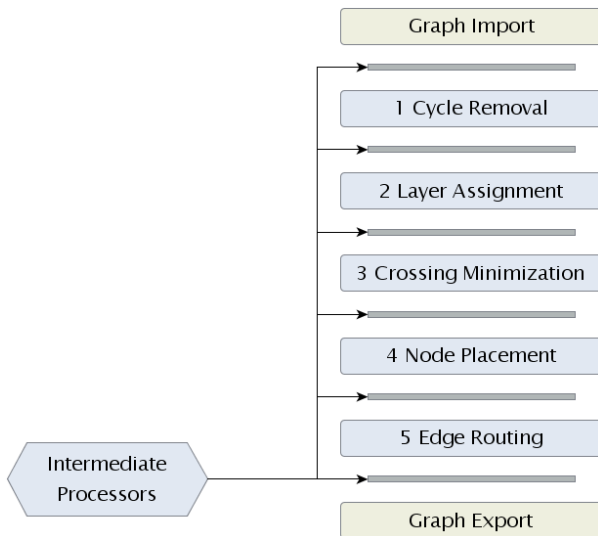 Graph Import
1 Cycle Removal
2 Layer Assignment
3 Crossing Minimization
4 Node Placement
5 Edge Routing
Intermediate
Processors
Graph Export